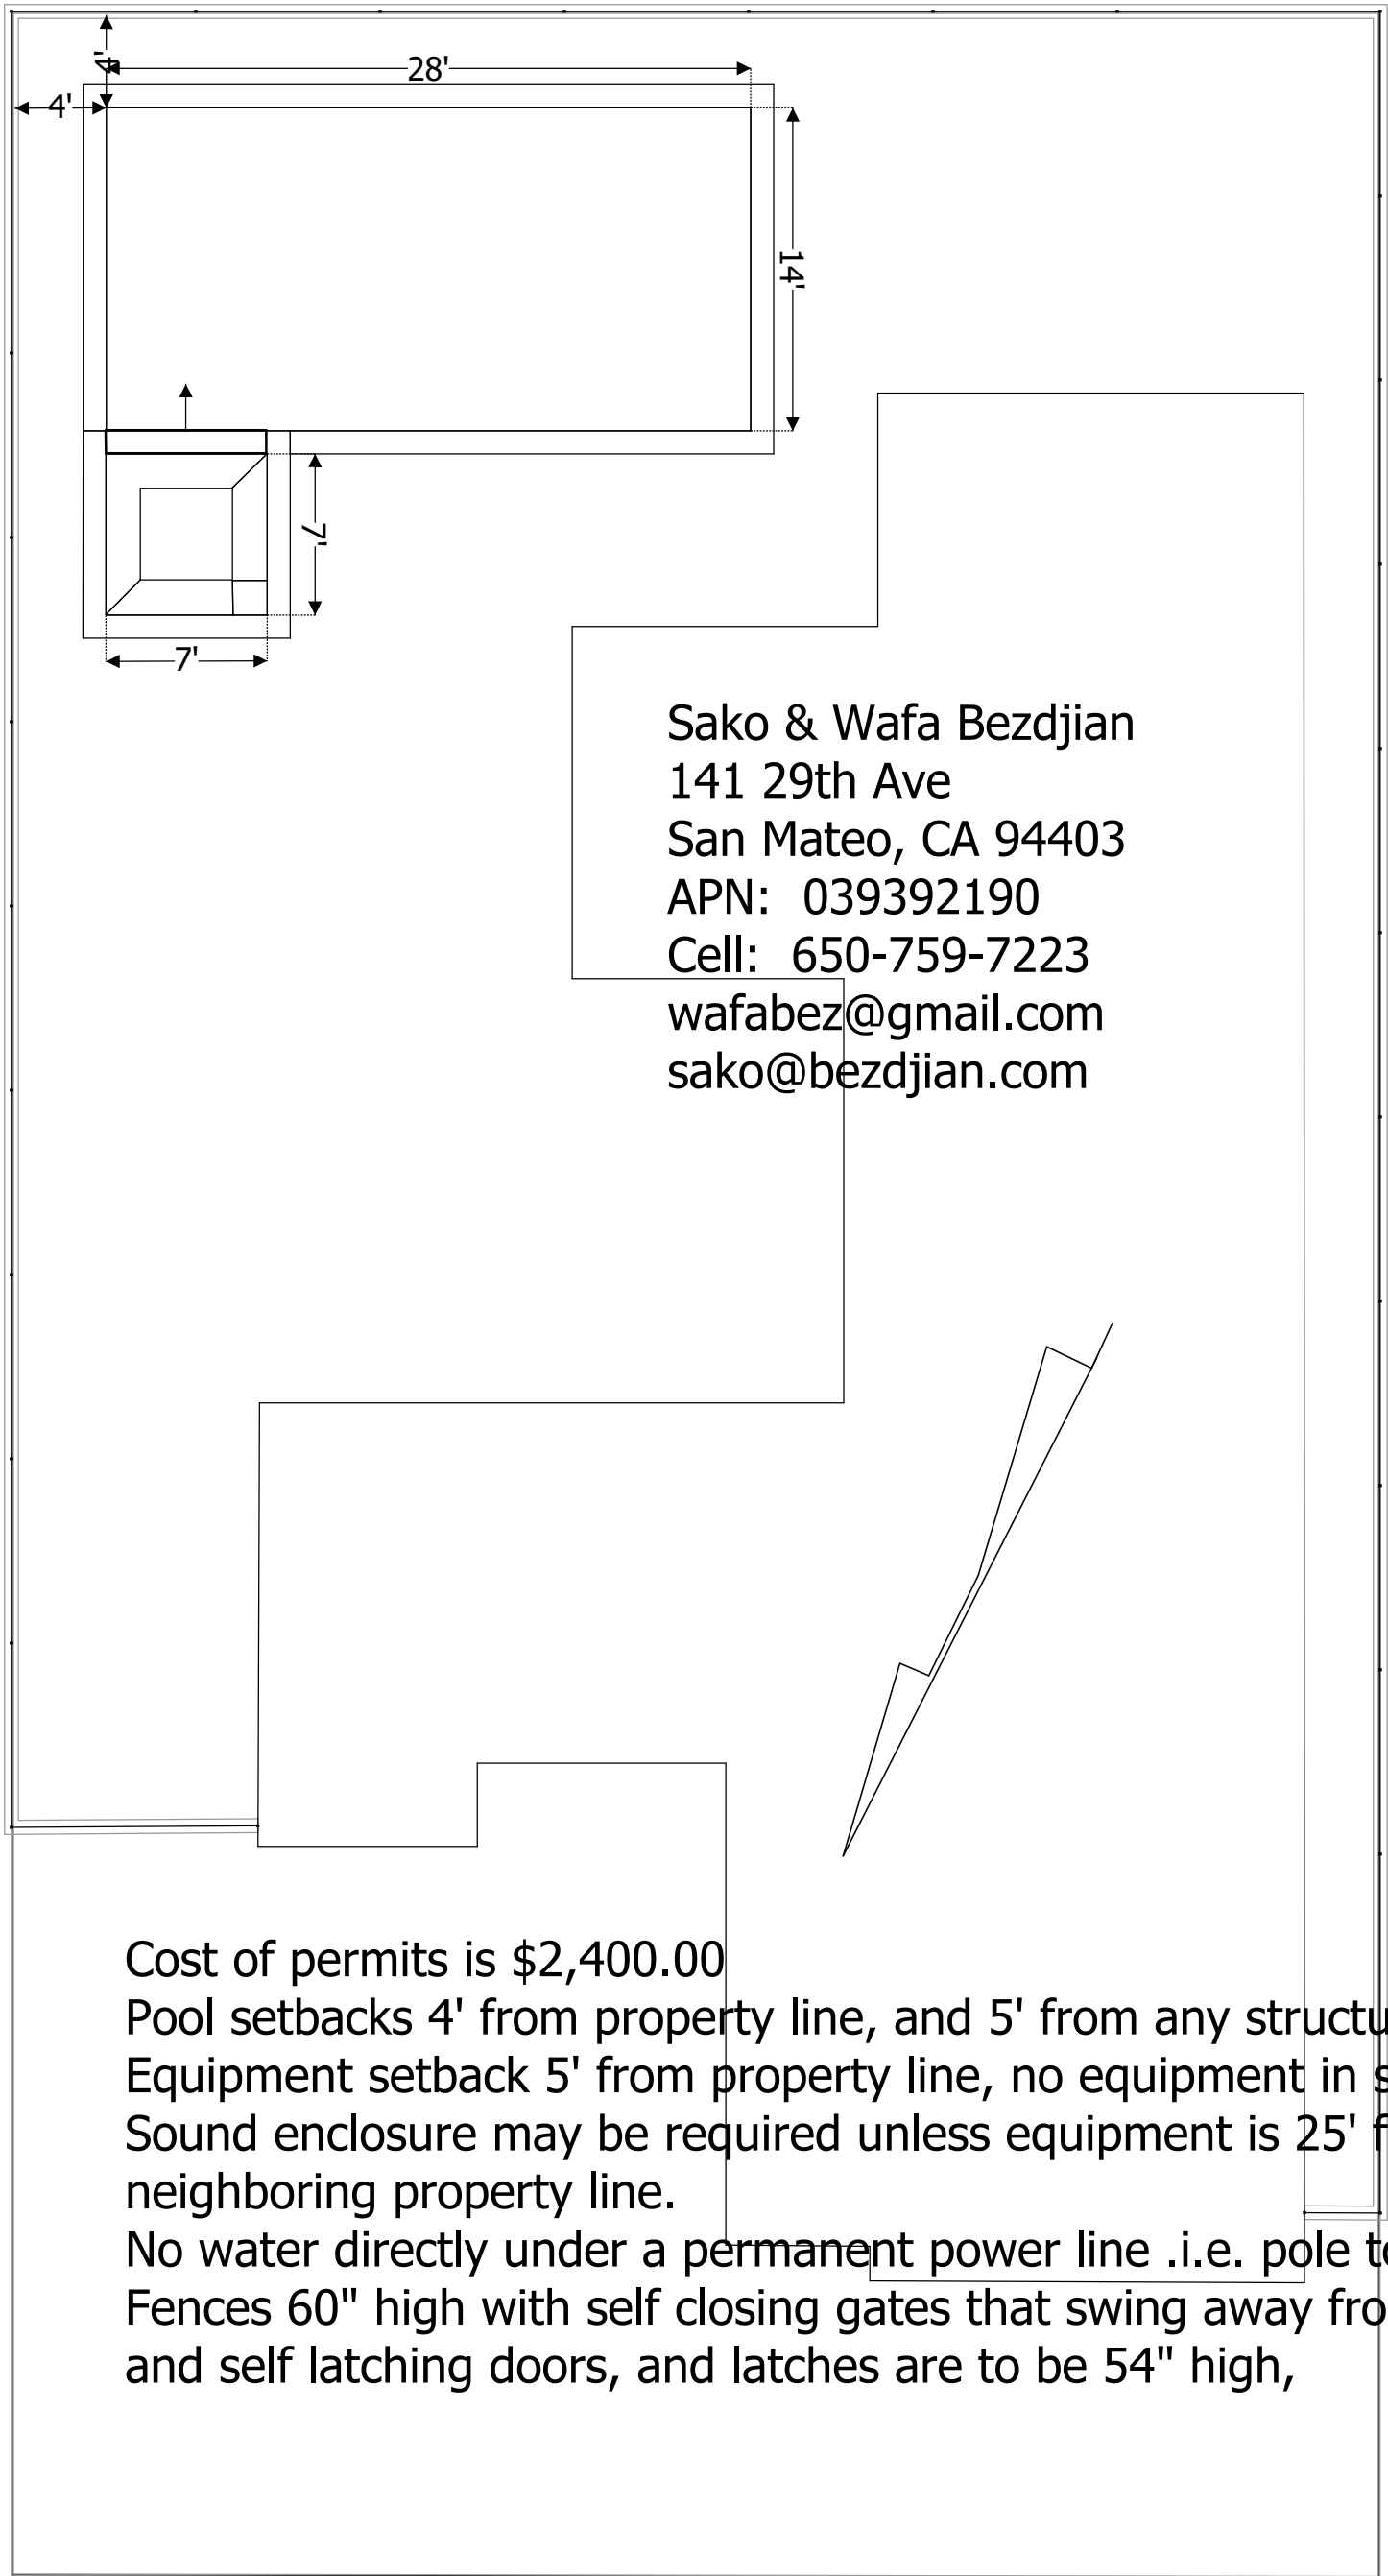 4'
28'
4'
14'
7'
7'
Sako & Wafa Bezdjian
141 29th Ave
San Mateo, CA 94403
APN:  039392190
Cell:  650-759-7223
wafabez@gmail.com
sako@bezdjian.com
Cost of permits is $2,400.00
Pool setbacks 4' from property line, and 5' from any
Equipment setback 5' from property line, no equipment in
Sound enclosure may be required unless equipment is 25'
neighboring property line.
No water directly under a permanent power line .i.e. pole
Fences 60" high with self closing gates that swing away
and self latching doors, and latches are to be 54" high,